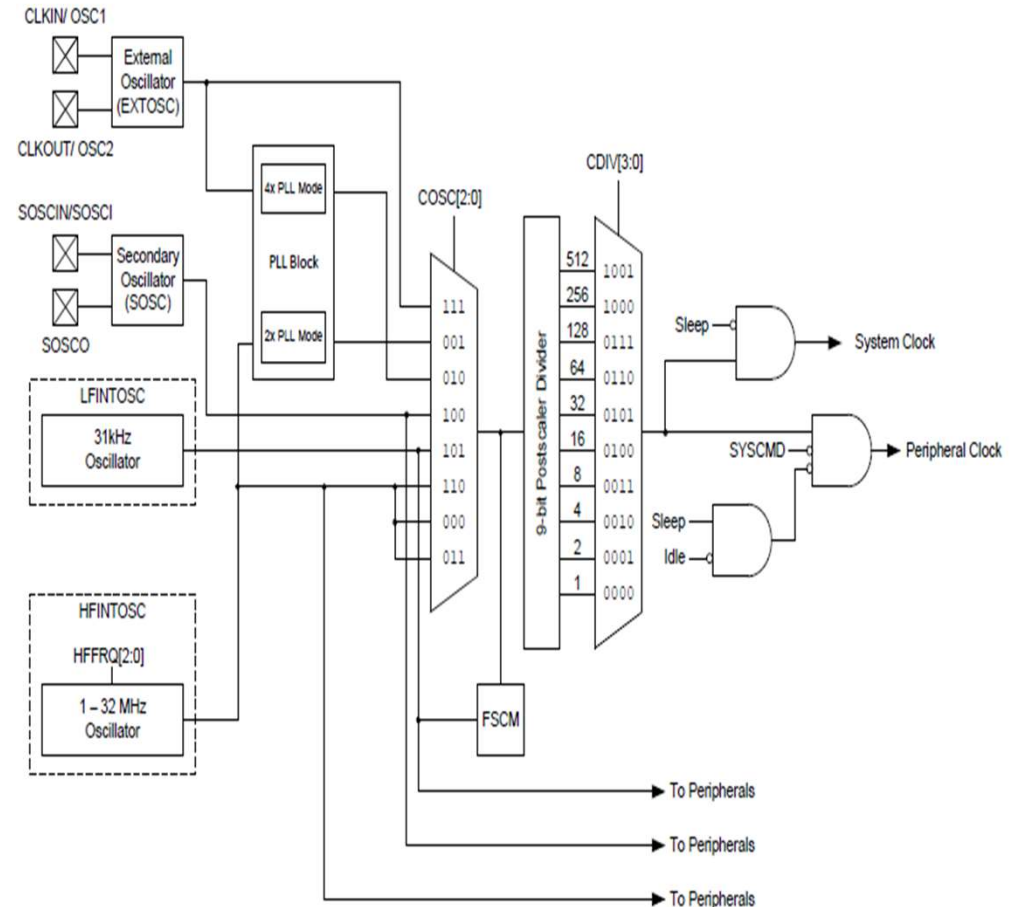 CLKIN/ OSC1
External
Oscillator
(EXTOSC)
CLKOUT/ OSC2
4x PLL Mode
PLL Block
2x PLL Mode
SOSCIN/SOSCI
Secondary
Oscillator
(SOSC)
SOSCO
LFINTOSC
31kHz
Oscillator
HFINTOSC
HFFRQ[2:0]
1 – 32 MHz
Oscillator
COSC[2:0]
111
001
010
100
101
110
000
011
FSCM
9-bit Postscaler Divider
CDIV[3:0]
512 1001
256 1000
128 0111
64 0110
32 0101
16 0100
8 0011
4 0010
2 0001
1 0000
Sleep
System Clock
SYSCMD
Peripheral Clock
Sleep
Idle
To Peripherals
To Peripherals
To Peripherals